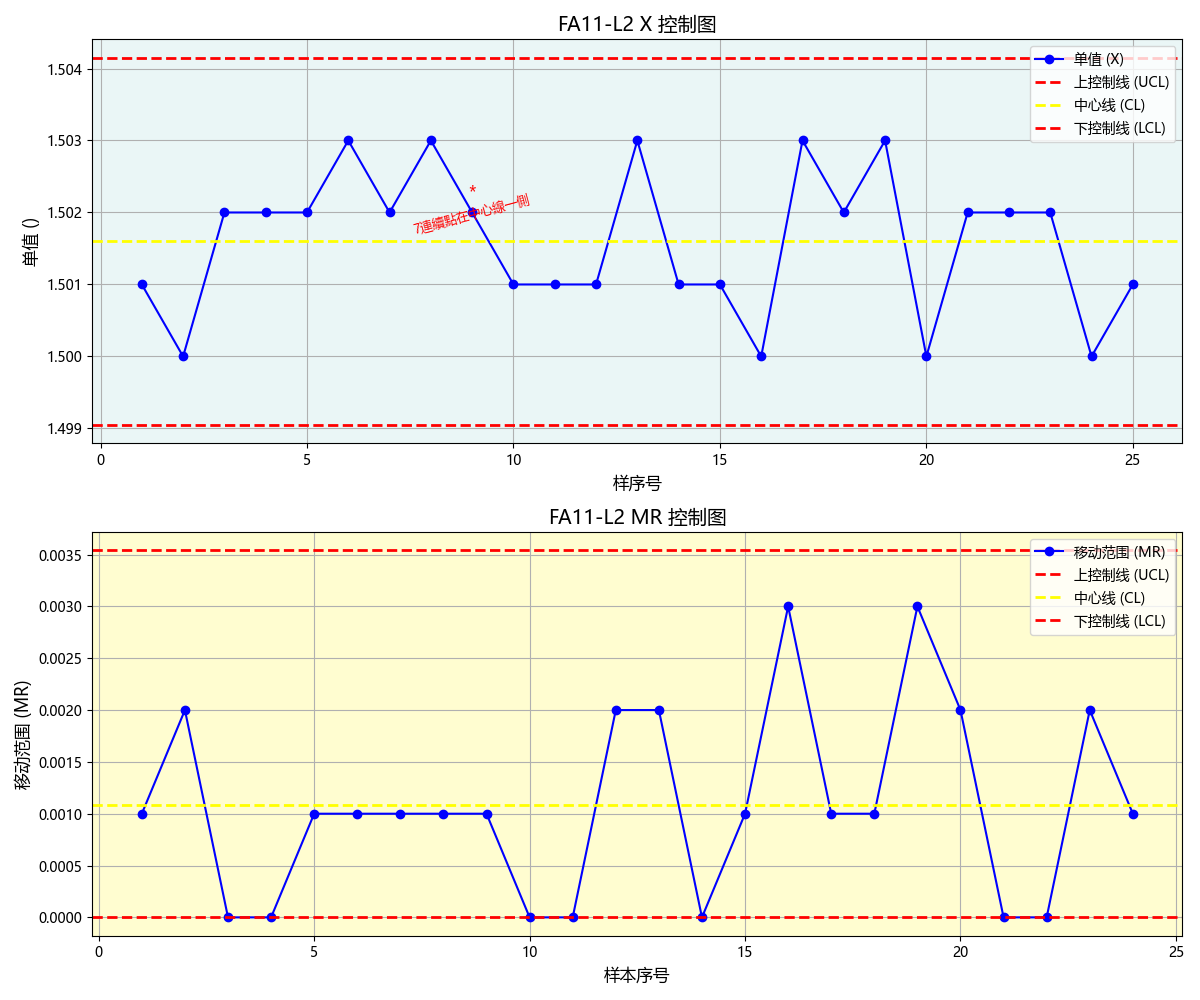 FA11-L2 X 控制图
单值 (X)
上控制线 (UCL)
中心线 (CL)
下控制线 (LCL)
单值 ()
1.504
1.503
1.502
1.501
1.500
1.499
*
7連續點在中心線一側
0 5 10 15 20 25
样序号
FA11-L2 MR 控制图
移动范围 (MR)
上控制线 (UCL)
中心线 (CL)
下控制线 (LCL)
移动范围 (MR)
0.0035
0.0030
0.0025
0.0020
0.0015
0.0010
0.0005
0.0000
0 5 10 15 20 25
样本序号